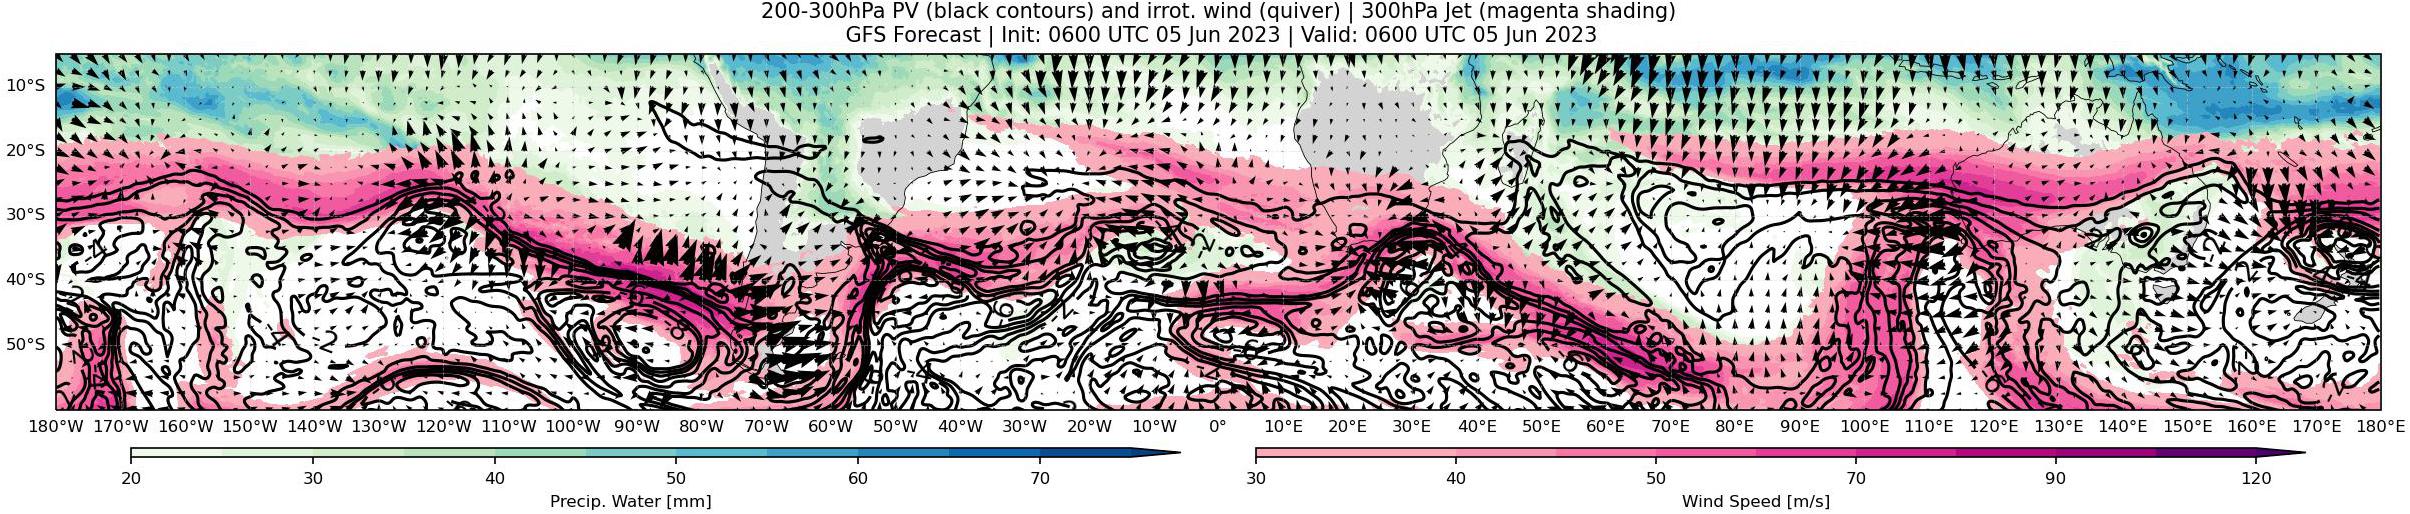 200-300hPa PV (black contours) and irrot. wind (quiver) | 300hPa Jet (magenta shading)
GFS Forecast | Init: 0600 UTC 05 Jun 2023 | Valid: 0600 UTC 05 Jun 2023
10°S
20°S
30°S
40°S
50°S
180°W 170°W 160°W 150°W 140°W 130°W 120°W 110°W 100°W 90°W 80°W 70°W 60°W 50°W 40°W 30°W 20°W 10°W 0° 10°E 20°E 30°E 40°E 50°E 60°E 70°E 80°E 90°E 100°E 110°E 120°E 130°E 140°E 150°E 160°E 170°E 180°E
20 30 40 50 60 70
Precip. Water [mm]
30 40 50 70 90 120
Wind Speed [m/s]